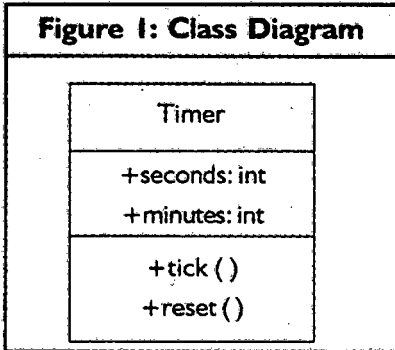 Figure 1: Class Diagram
Timer
+seconds: int
+minutes: int
+tick ( )
+reset ( )